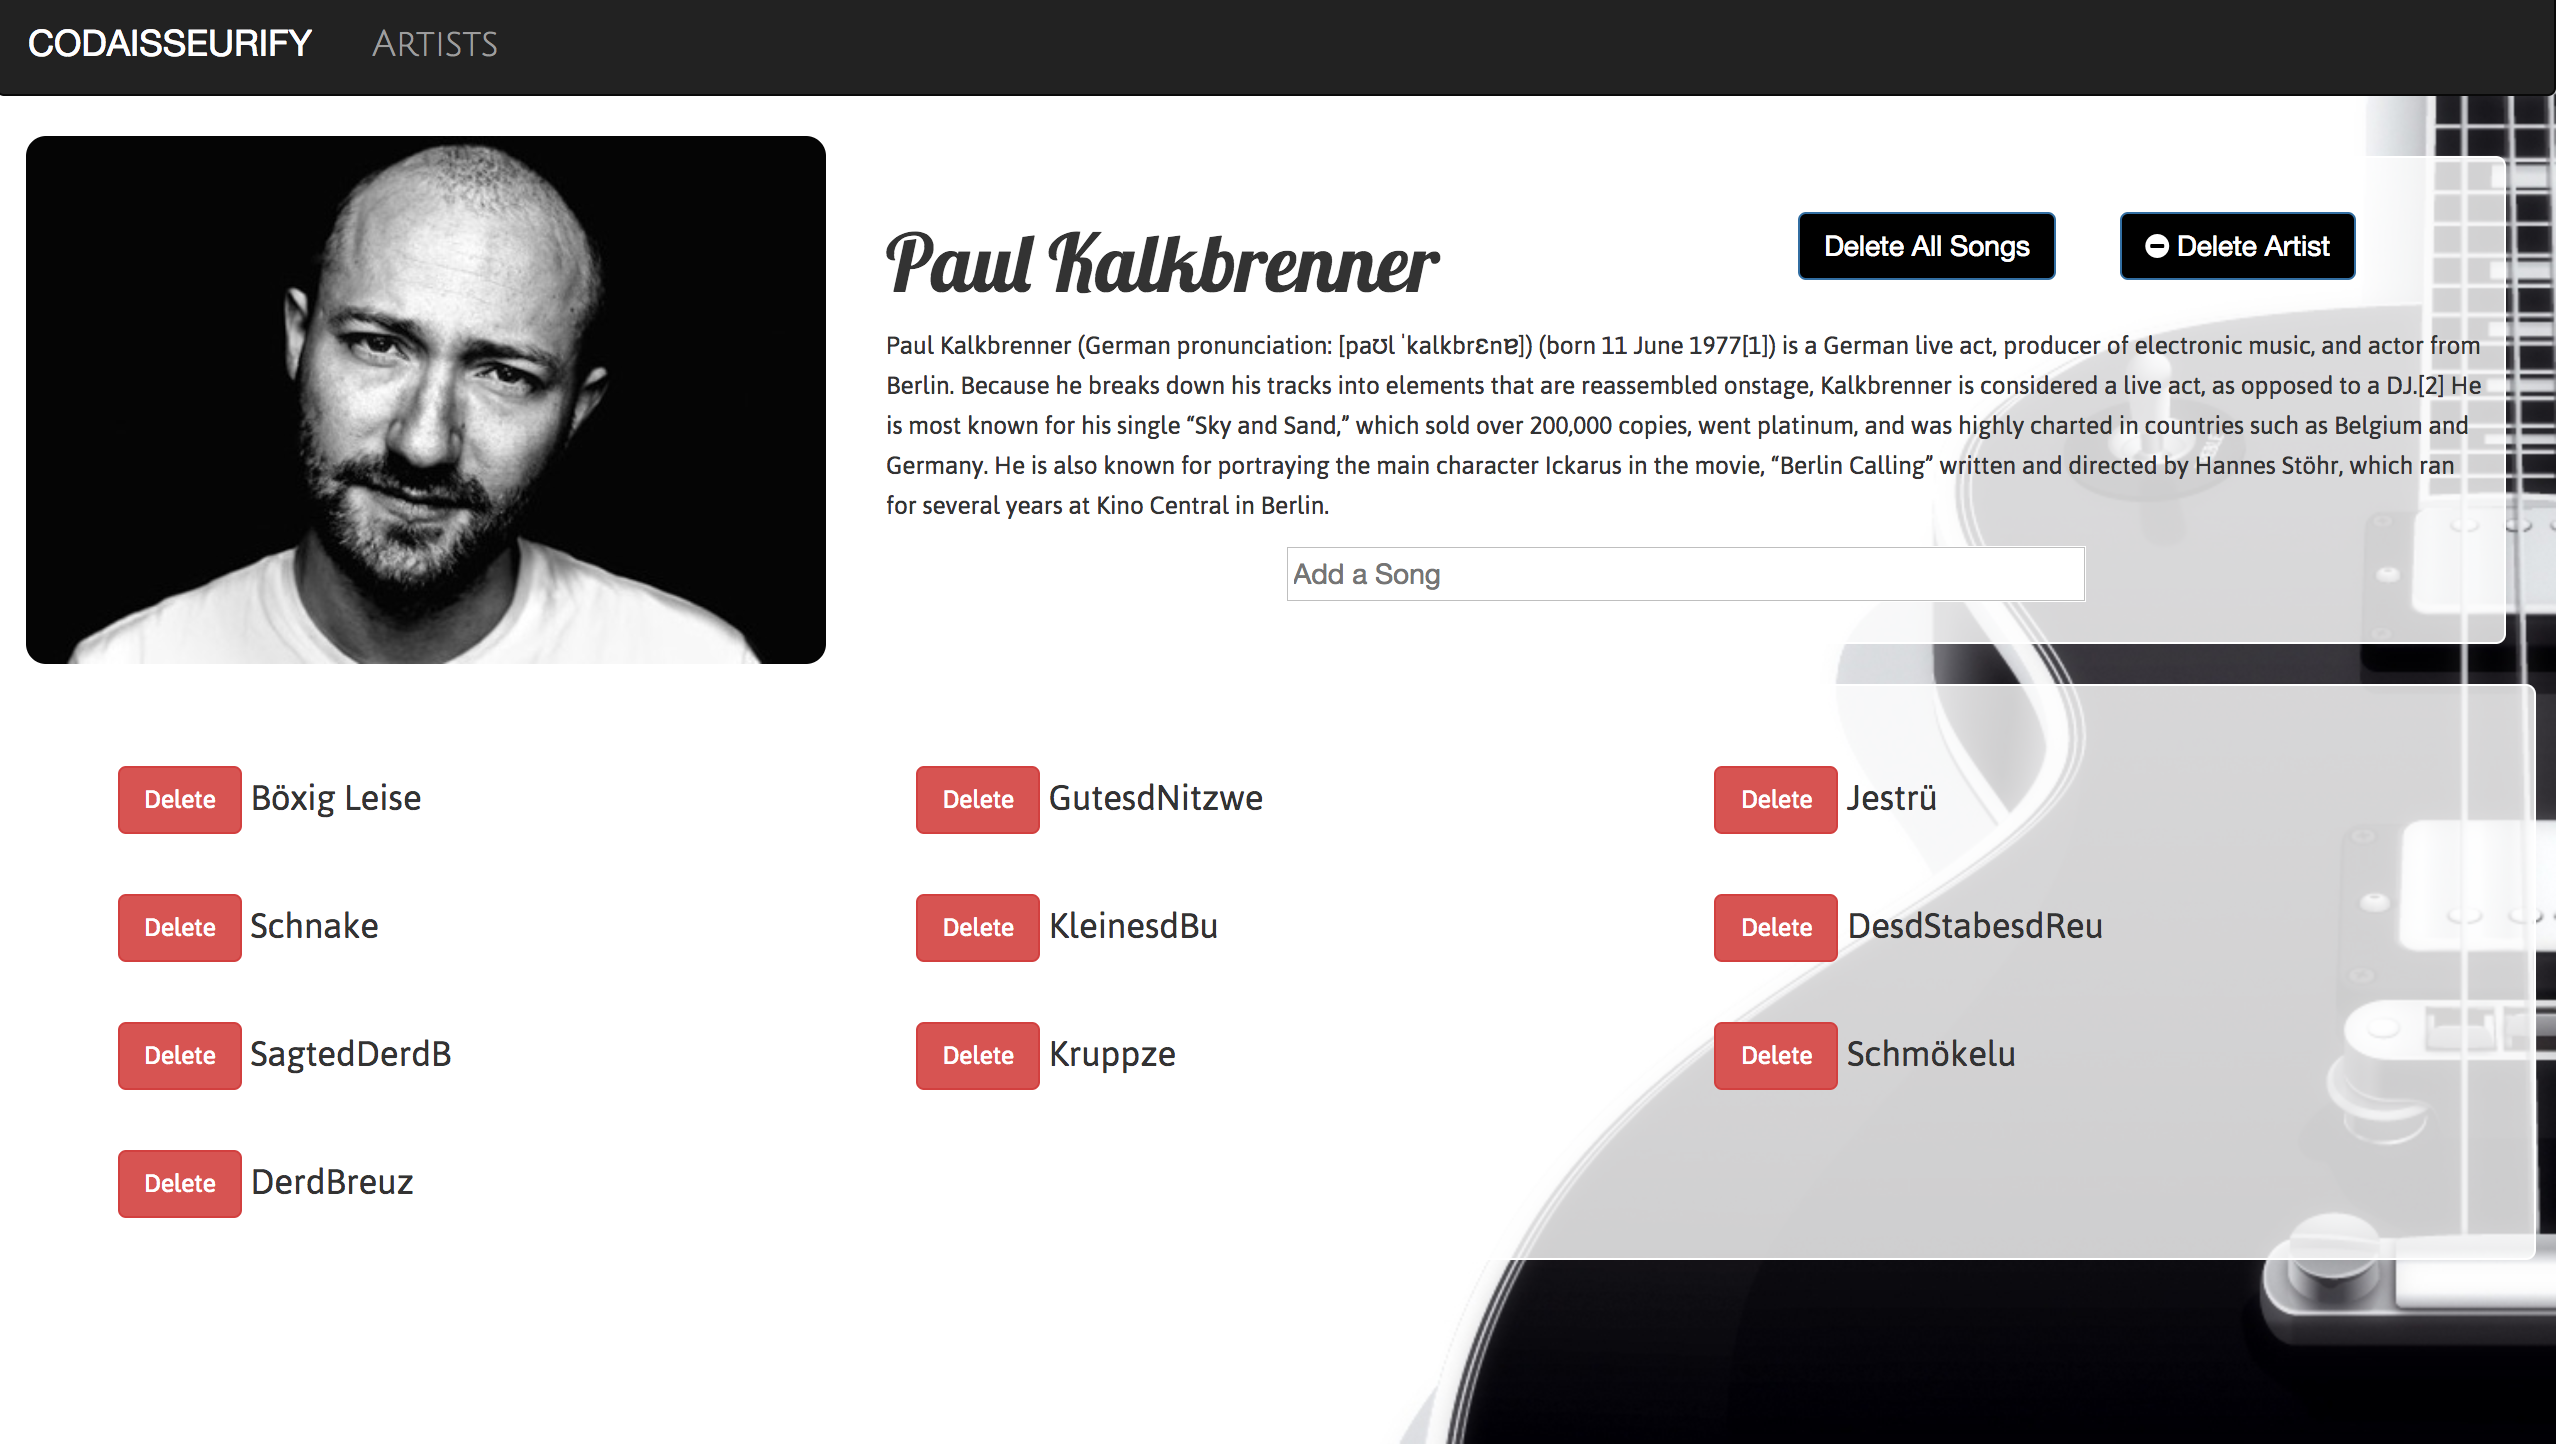 CODAISSEURIFY Artists
Paul Kalkbrenner
Delete All Songs
Delete Artist
Paul Kalkbrenner (German pronunciation: [paʊl ˈkalkbrɛnɐ]) (born 11 June 1977[1]) is a German live act, producer of electronic music, and actor from
Berlin. Because he breaks down his tracks into elements that are reassembled onstage, Kalkbrenner is considered a live act, as opposed to a DJ.[2] He
is most known for his single “Sky and Sand,” which sold over 200,000 copies, went platinum, and was highly charted in countries such as Belgium and
Germany. He is also known for portraying the main character Ickarus in the movie, “Berlin Calling” written and directed by Hannes Stöhr, which ran
for several years at Kino Central in Berlin.
Add a Song
Delete Böxig Leise
Delete GutesdNitzwe
Delete Jestrü
Delete Schnake
Delete KleinesdBu
Delete DesdStabesdReu
Delete SagtedDerdB
Delete Kruppze
Delete Schmökelu
Delete DerdBreuz